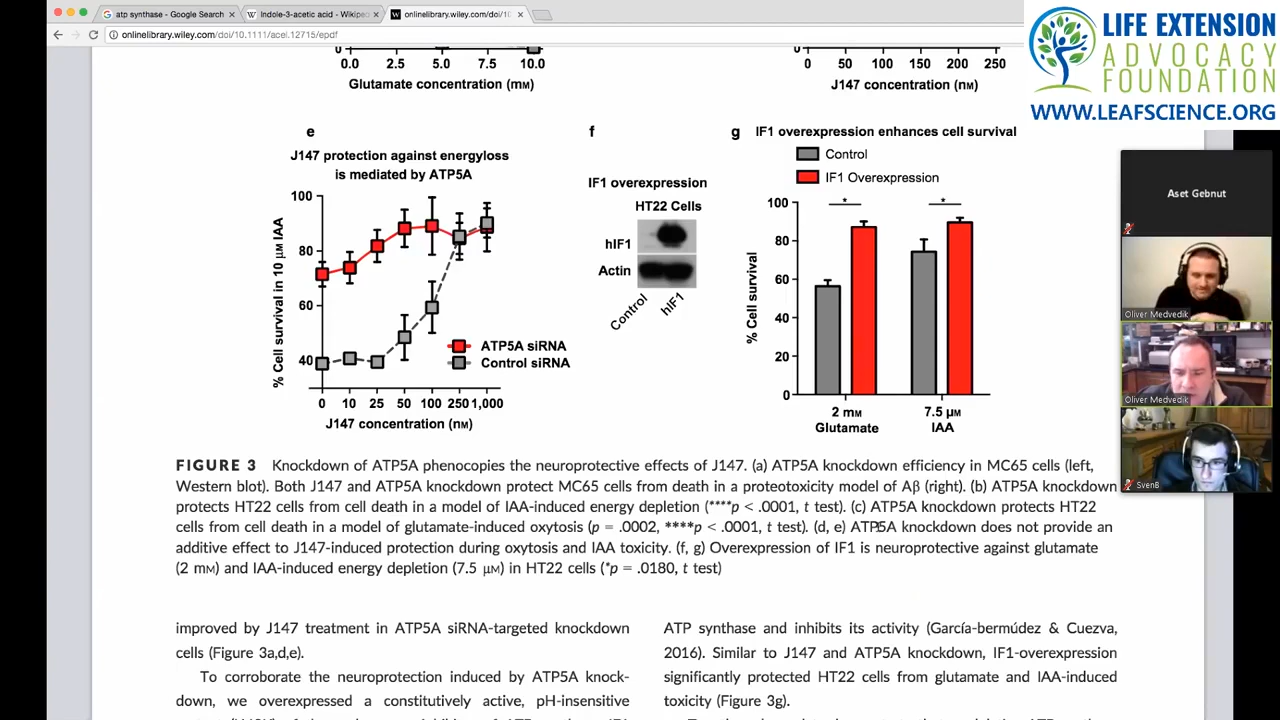 atp synthase - Google Search
Indole-3-acetic acid - Wikipe
onlinelibrary.wiley.com/doi/10
onlinelibrary.wiley.com/doi/10.1111/acel.12715/epdf
LIFE EXTENSION
ADVOCACY
FOUNDATION
WWW.LEAFSCIENCE.ORG
0
0.0 2.5 5.0 7.5 10.0
Glutamate concentration (mM)
0
0 50 100 150 200 250
J147 concentration (nM)
e
J147 protection against energyloss
is mediated by ATP5A
100
80
60
40
% Cell survival in 10 µM IAA
ATP5A siRNA
Control siRNA
0 10 25 50 100 250 1,000
J147 concentration (nM)
f
IF1 overexpression
HT22 Cells
hIF1
Actin
Control
hIF1
g IF1 overexpression enhances cell survival
Control
IF1 Overexpression
* *
100
80
60
40
20
0
% Cell survival
2 mM
Glutamate
7.5 µM
IAA
Aset Gebnut
Oliver Medvedik
Oliver Medvedik
SvenB
FIGURE 3 Knockdown of ATP5A phenocopies the neuroprotective effects of J147. (a) ATP5A knockdown efficiency in MC65 cells (left,
Western blot). Both J147 and ATP5A knockdown protect MC65 cells from death in a proteotoxicity model of Aβ (right). (b) ATP5A knockdown
protects HT22 cells from cell death in a model of IAA-induced energy depletion (****p < .0001, t test). (c) ATP5A knockdown protects HT22
cells from cell death in a model of glutamate-induced oxytosis (p = .0002, ****p < .0001, t test). (d, e) ATP5A knockdown does not provide an
additive effect to J147-induced protection during oxytosis and IAA toxicity. (f, g) Overexpression of IF1 is neuroprotective against glutamate
(2 mM) and IAA-induced energy depletion (7.5 µM) in HT22 cells (*p = .0180, t test)
improved by J147 treatment in ATP5A siRNA-targeted knockdown
cells (Figure 3a,d,e).
To corroborate the neuroprotection induced by ATP5A knock-
down, we overexpressed a constitutively active, pH-insensitive
ATP synthase and inhibits its activity (García-bermúdez & Cuezva,
2016). Similar to J147 and ATP5A knockdown, IF1-overexpression
significantly protected HT22 cells from glutamate and IAA-induced
toxicity (Figure 3g).